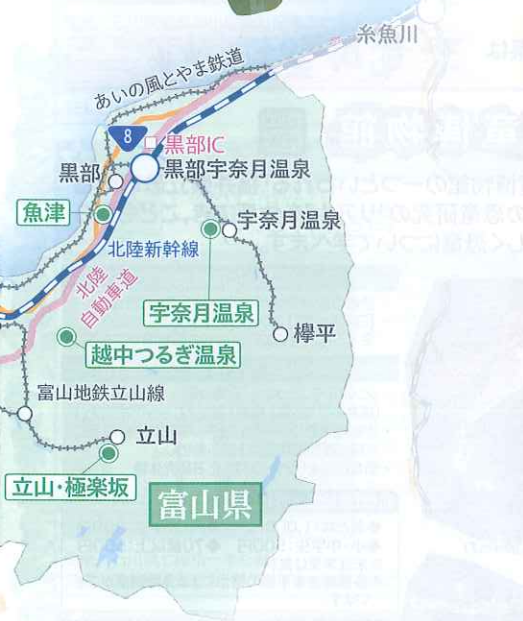 糸魚川
あいの風とやま鉄道
8
黒部IC
黒部
黒部宇奈月温泉
魚津
宇奈月温泉
北陸新幹線
北陸
自動車道
宇奈月温泉
欅平
越中つるぎ温泉
富山地鉄立山線
立山
立山・極楽坂
富山県